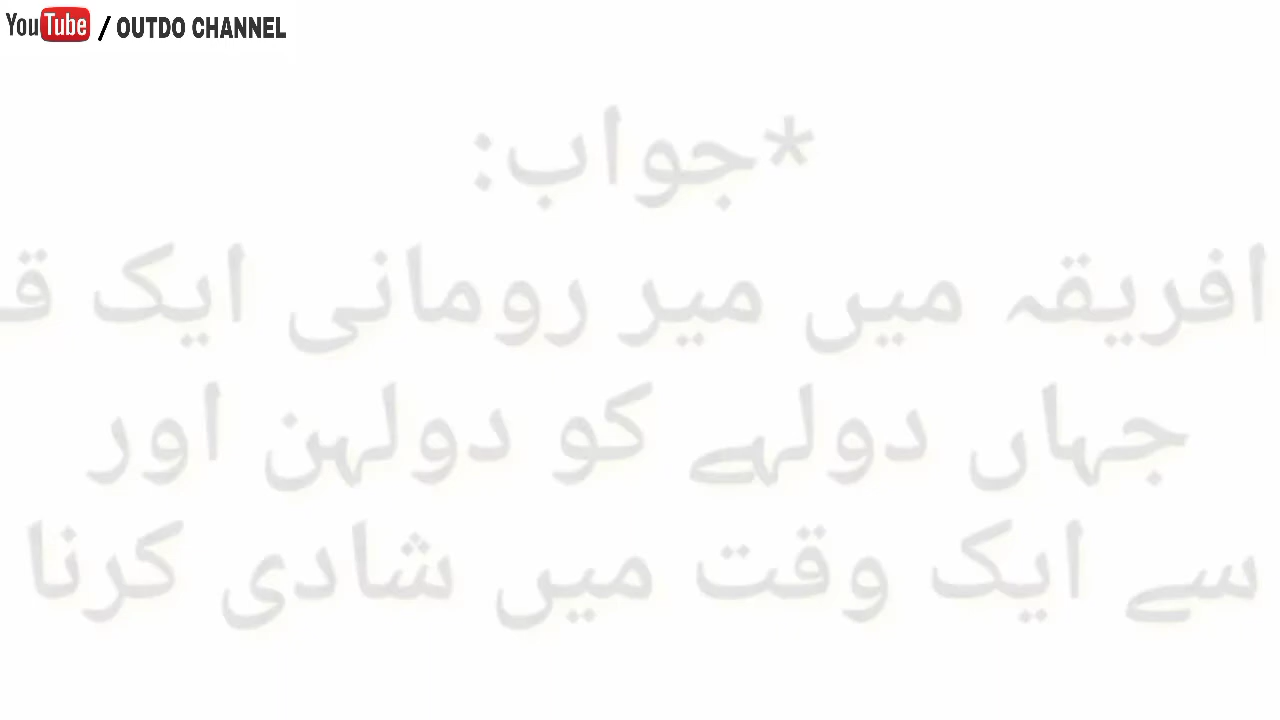 YouTube / OUTDO CHANNEL
*جواب:
افریقہ میں میر رومانی ایک
جہاں دولہے کو دولہن اور
سے ایک وقت میں شادی کرنا